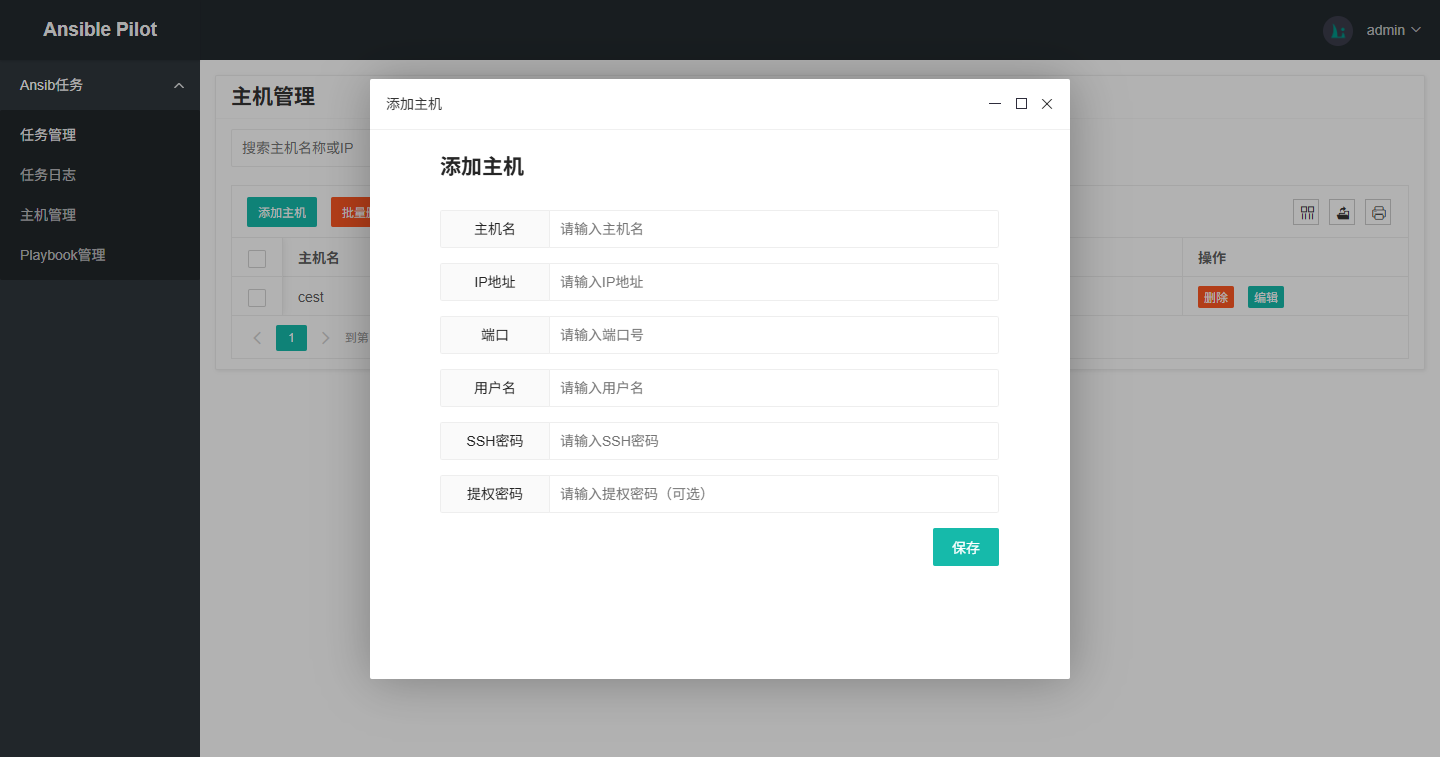 Ansible Pilot
admin
Ansib任务
任务管理
任务日志
主机管理
Playbook管理
主机管理
搜索主机名称或IP
添加主机
批量
主机名
操作
cest
删除
编辑
1
到第
添加主机
添加主机
主机名
请输入主机名
IP地址
请输入IP地址
端口
请输入端口号
用户名
请输入用户名
SSH密码
请输入SSH密码
提权密码
请输入提权密码（可选）
保存